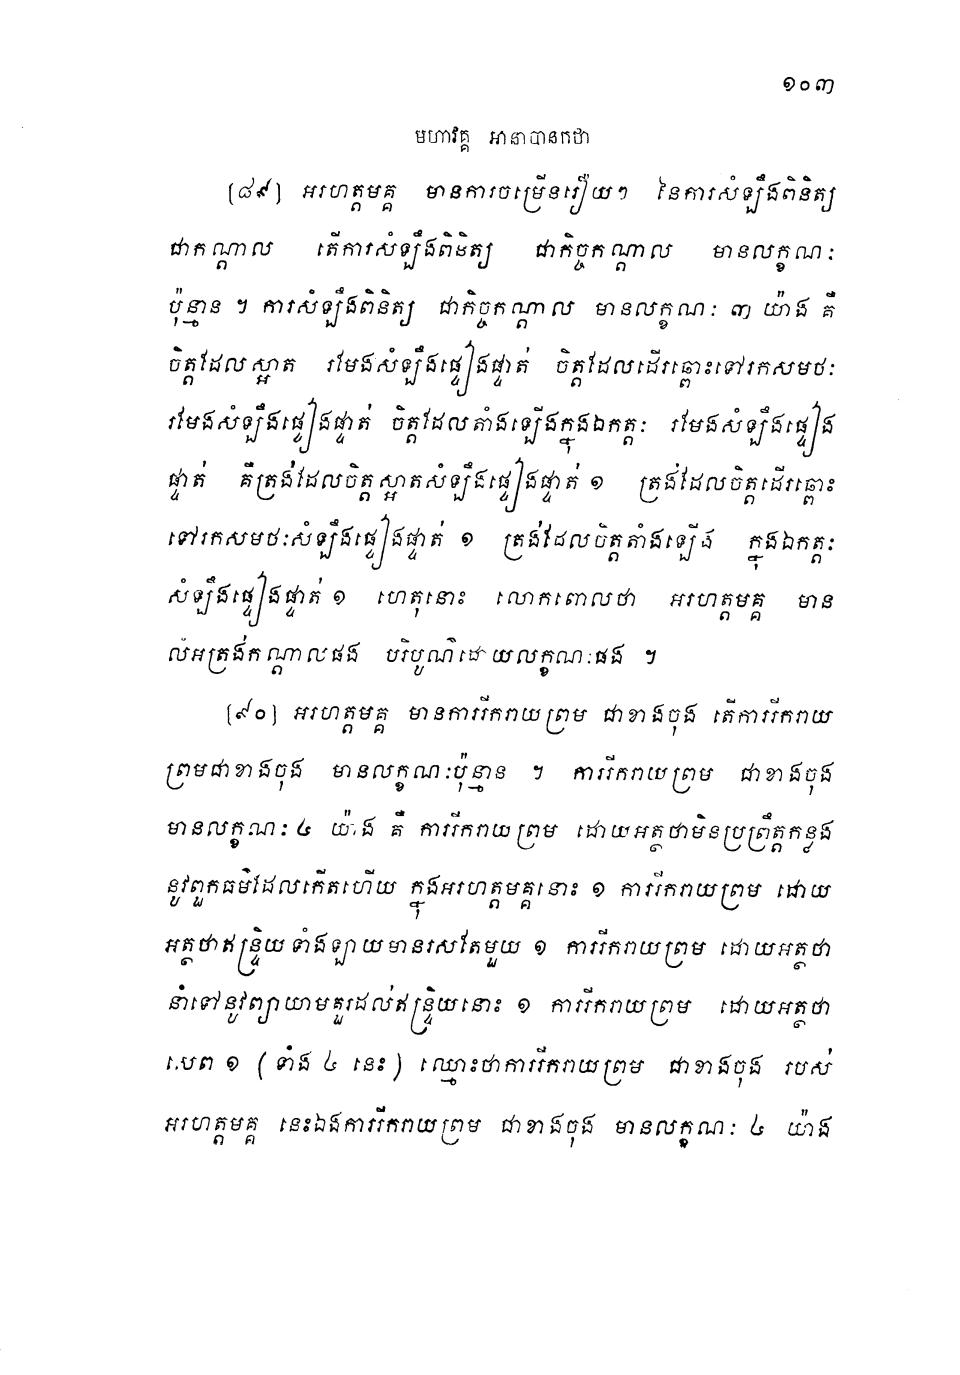 ១០៣
មហាវគ្គ អានាបានកថា
(៨៩) អរហត្តមគ្គ មានការចម្រើនរឿយៗ នៃការសំឡឹងពិនិត្យ
ជាកណ្តាល តើការសំឡឹងពិនិត្យ ជាកិច្ចកណ្តាល មានលក្ខណៈ
ប៉ុន្មាន ។ ការសំឡឹងពិនិត្យ ជាកិច្ចកណ្តាល មានលក្ខណៈ ៣ យ៉ាង គឺ
ចិត្តដែលស្អាត រមែងសំឡឹងផ្ទៀងផ្ទាត់ ចិត្តដែលដើរឆ្ពោះទៅរកសមថៈ
រមែងសំឡឹងផ្ទៀងផ្ទាត់ ចិត្តដែលតាំងឡើងក្នុងឯកត្តៈ រមែងសំឡឹងផ្ទៀង
ផ្ទាត់ គឺត្រង់ដែលចិត្តស្អាតសំឡឹងផ្ទៀងផ្ទាត់ ១ ត្រង់ដែលចិត្តដើរឆ្ពោះ
ទៅរកសមថៈសំឡឹងផ្ទៀងផ្ទាត់ ១ ត្រង់ដែលចិត្តតាំងឡើង ក្នុងឯកត្តៈ
សំឡឹងផ្ទៀងផ្ទាត់ ១ ហេតុនោះ លោកពោលថា អរហត្តមគ្គ មាន
លំអត្រង់កណ្តាលផង បរិបូណ៌ដោយលក្ខណៈផង ។
(៩០) អរហត្តមគ្គ មានការរីករាយព្រម ជាខាងចុង តើការរីករាយ
ព្រមជាខាងចុង មានលក្ខណៈប៉ុន្មាន ។ ការរីករាយព្រម ជាខាងចុង
មានលក្ខណៈ ៤ យ៉ាង គឺ ការរីករាយព្រម ដោយអត្ថថាមិនប្រព្រឹត្តកន្លង
នូវពួកធម៌ដែលកើតហើយ ក្នុងអរហត្តមគ្គនោះ ១ ការរីករាយព្រម ដោយ
អត្ថថាឥន្ទ្រិយទាំងឡាយមានរសតែមួយ ១ ការរីករាយព្រម ដោយអត្ថថា
នាំទៅនូវព្យាយាមគួរដល់ឥន្ទ្រិយនោះ ១ ការរីករាយព្រម ដោយអត្ថថា
សេព ១ (ទាំង ៤ នេះ) ឈ្មោះថាការរីករាយព្រម ជាខាងចុង របស់
អរហត្តមគ្គ នេះឯងការរីករាយព្រម ជាខាងចុង មានលក្ខណៈ ៤ យ៉ាង